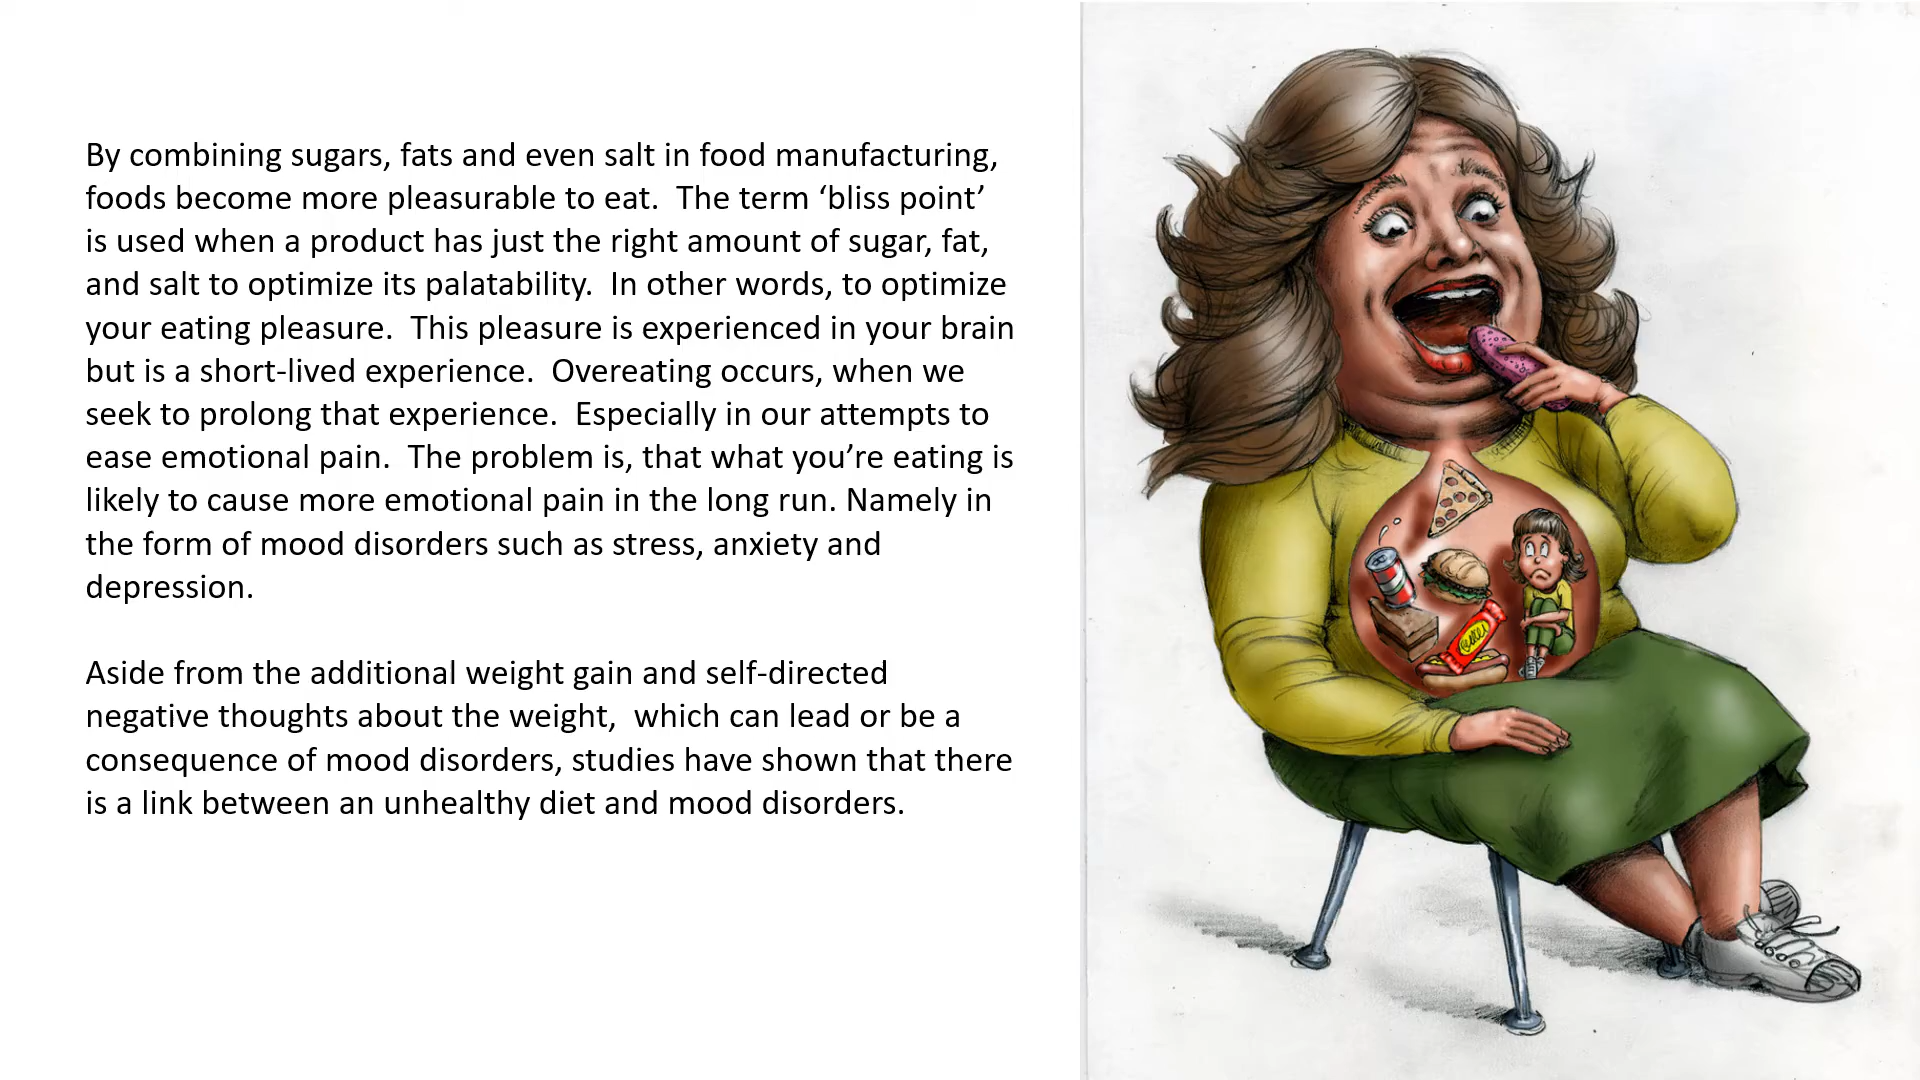 By combining sugars, fats and even salt in food manufacturing,
foods become more pleasurable to eat.  The term ‘bliss point’
is used when a product has just the right amount of sugar, fat,
and salt to optimize its palatability.  In other words, to optimize
your eating pleasure.  This pleasure is experienced in your brain
but is a short-lived experience.  Overeating occurs, when we
seek to prolong that experience.  Especially in our attempts to
ease emotional pain.  The problem is, that what you’re eating is
likely to cause more emotional pain in the long run. Namely in
the form of mood disorders such as stress, anxiety and
depression.
Aside from the additional weight gain and self-directed
negative thoughts about the weight,  which can lead or be a
consequence of mood disorders, studies have shown that there
is a link between an unhealthy diet and mood disorders.